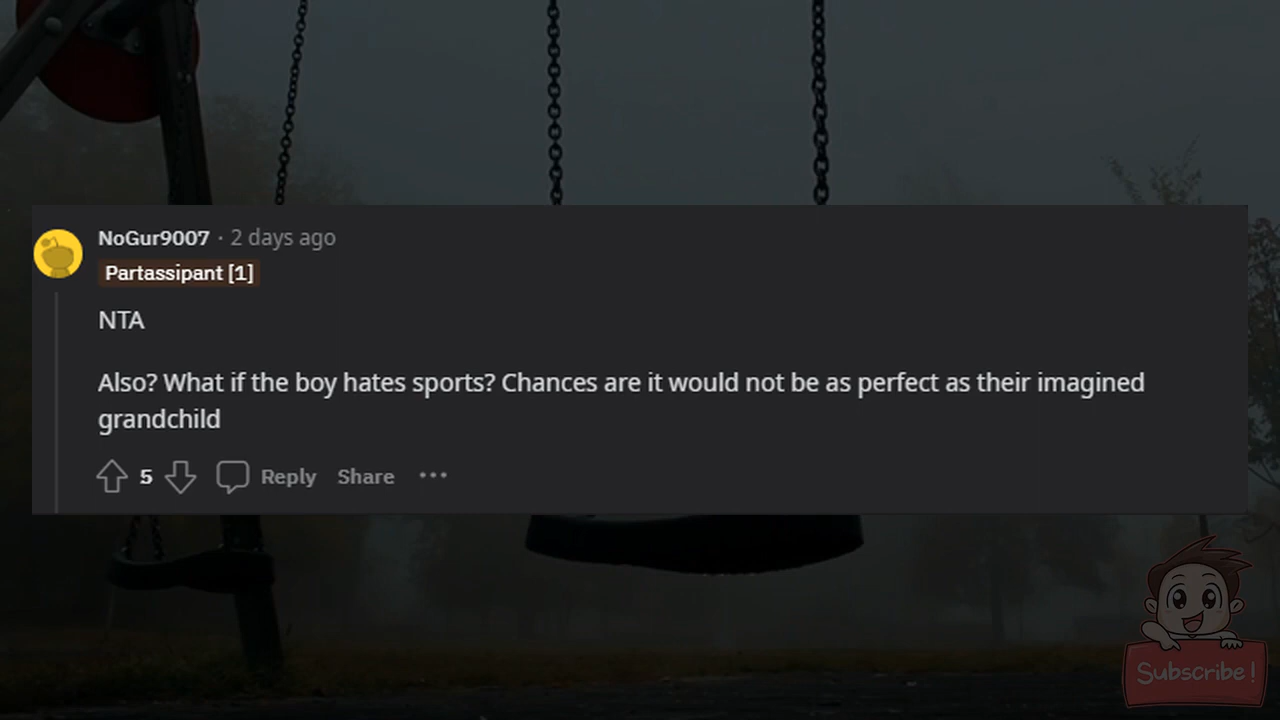 NoGur9007 · 2 days ago
Partassipant [1]
NTA
Also? What if the boy hates sports? Chances are it would not be as perfect as their imagined
grandchild
5 Reply Share ···
Subscribe!